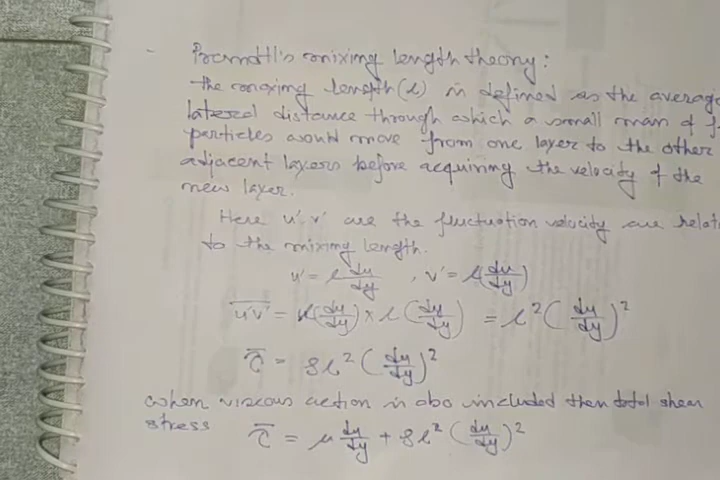 - Prandtl's mixing length theory:
The mixing length (l) is defined as the average
lateral distance through which a small mass of
particles would move from one layer to the other
adjacent layers before acquiring the velocity of the
new layer.
Here u', v' are the fluctuation velocity are
to the mixing length.
u' = l du/dy , v' = l(du/dy)
u'v' = l(du/dy) × l(du/dy) = l²(du/dy)²
τ̅ = ρl²(du/dy)²
When viscous action is also included then total shear
stress τ̅ = μ du/dy + ρl²(du/dy)²